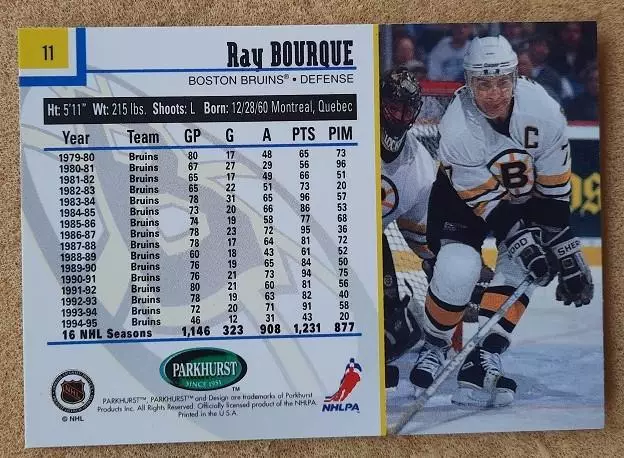 11
Ray BOURQUE
BOSTON BRUINS® • DEFENSE
Ht: 5'11" Wt: 215 lbs. Shoots: L Born: 12/28/60 Montreal, Quebec
Year Team GP G A PTS PIM
1979-80 Bruins 80 17 48 65 73
1980-81 Bruins 67 27 29 56 96
1981-82 Bruins 65 17 49 66 51
1982-83 Bruins 65 22 51 73 20
1983-84 Bruins 78 31 65 96 57
1984-85 Bruins 73 20 66 86 53
1985-86 Bruins 74 19 58 77 68
1986-87 Bruins 78 23 72 95 36
1987-88 Bruins 78 17 64 81 72
1988-89 Bruins 60 18 43 61 52
1989-90 Bruins 76 19 65 84 50
1990-91 Bruins 76 21 73 94 75
1991-92 Bruins 80 21 60 81 56
1992-93 Bruins 78 19 63 82 40
1993-94 Bruins 72 20 71 91 58
1994-95 Bruins 46 12 31 43 20
16 NHL Seasons 1,146 323 908 1,231 877
NHL
© NHL
PARKHURST
SINCE 1951
PARKHURST, PARKHURST and Design are trademarks of Parkhurst
Products Inc. All Rights Reserved. Officially licensed product of the NHLPA.
Printed in the U.S.A.
NHLPA
C
B
7
WOOD
SHER